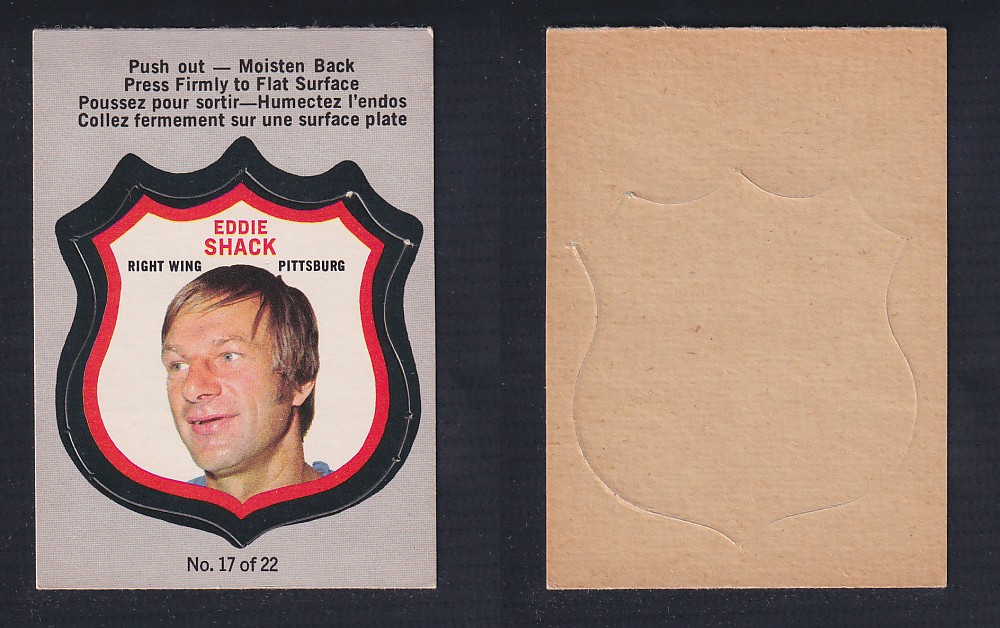 Push out — Moisten Back
Press Firmly to Flat Surface
Poussez pour sortir—Humectez l'endos
Collez fermement sur une surface plate
EDDIE
SHACK
RIGHT WING PITTSBURG
No. 17 of 22